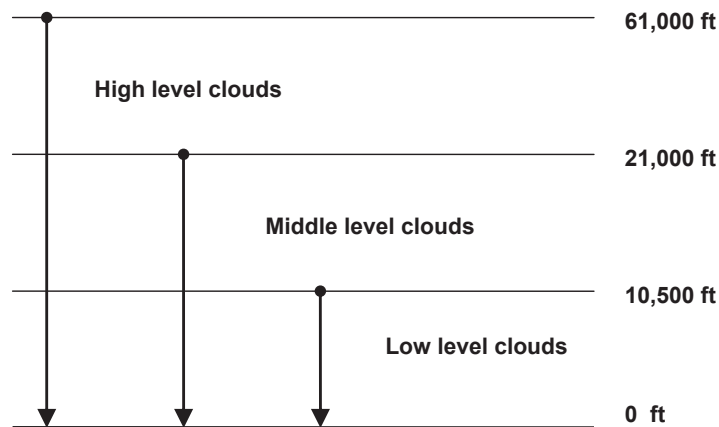 61,000 ft
High level clouds
21,000 ft
Middle level clouds
10,500 ft
Low level clouds
0 ft